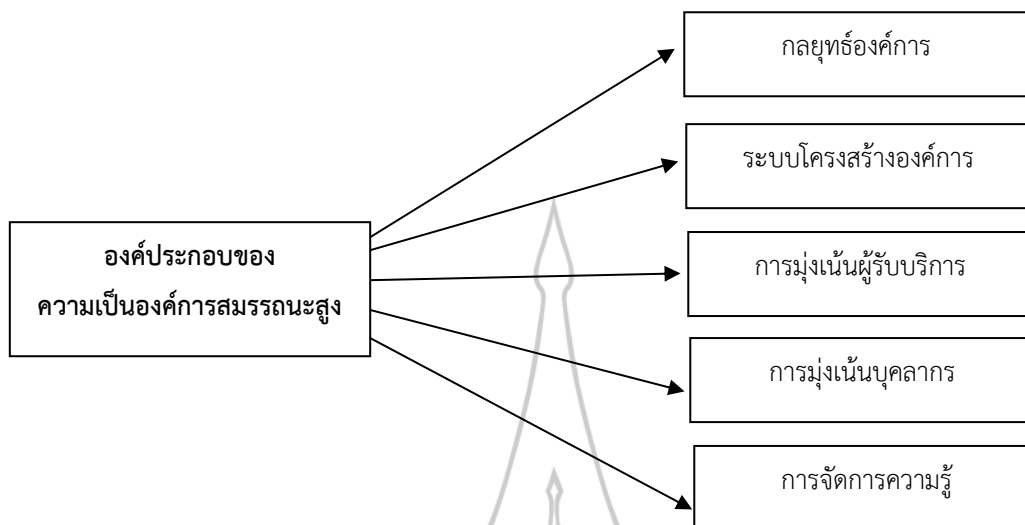 กลยุทธ์องค์การ
ระบบโครงสร้างองค์การ
องค์ประกอบของ
ความเป็นองค์การสมรรถนะสูง
การมุ่งเน้นผู้รับบริการ
การมุ่งเน้นบุคลากร
การจัดการความรู้